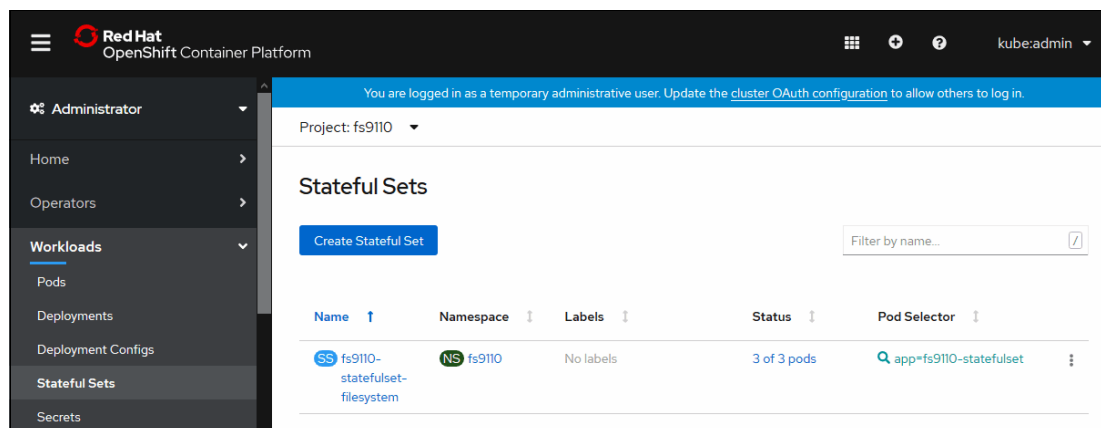 Red Hat
OpenShift Container Platform
kube:admin
Administrator
You are logged in as a temporary administrative user. Update the cluster OAuth configuration to allow others to log in.
Project: fs9110
Home
Operators
Stateful Sets
Create Stateful Set
Filter by name...
/
Workloads
Pods
Deployments
Deployment Configs
Stateful Sets
Secrets
Name Namespace Labels Status Pod Selector
SS fs9110-
statefulset-
filesystem
NS fs9110
No labels
3 of 3 pods
app=fs9110-statefulset